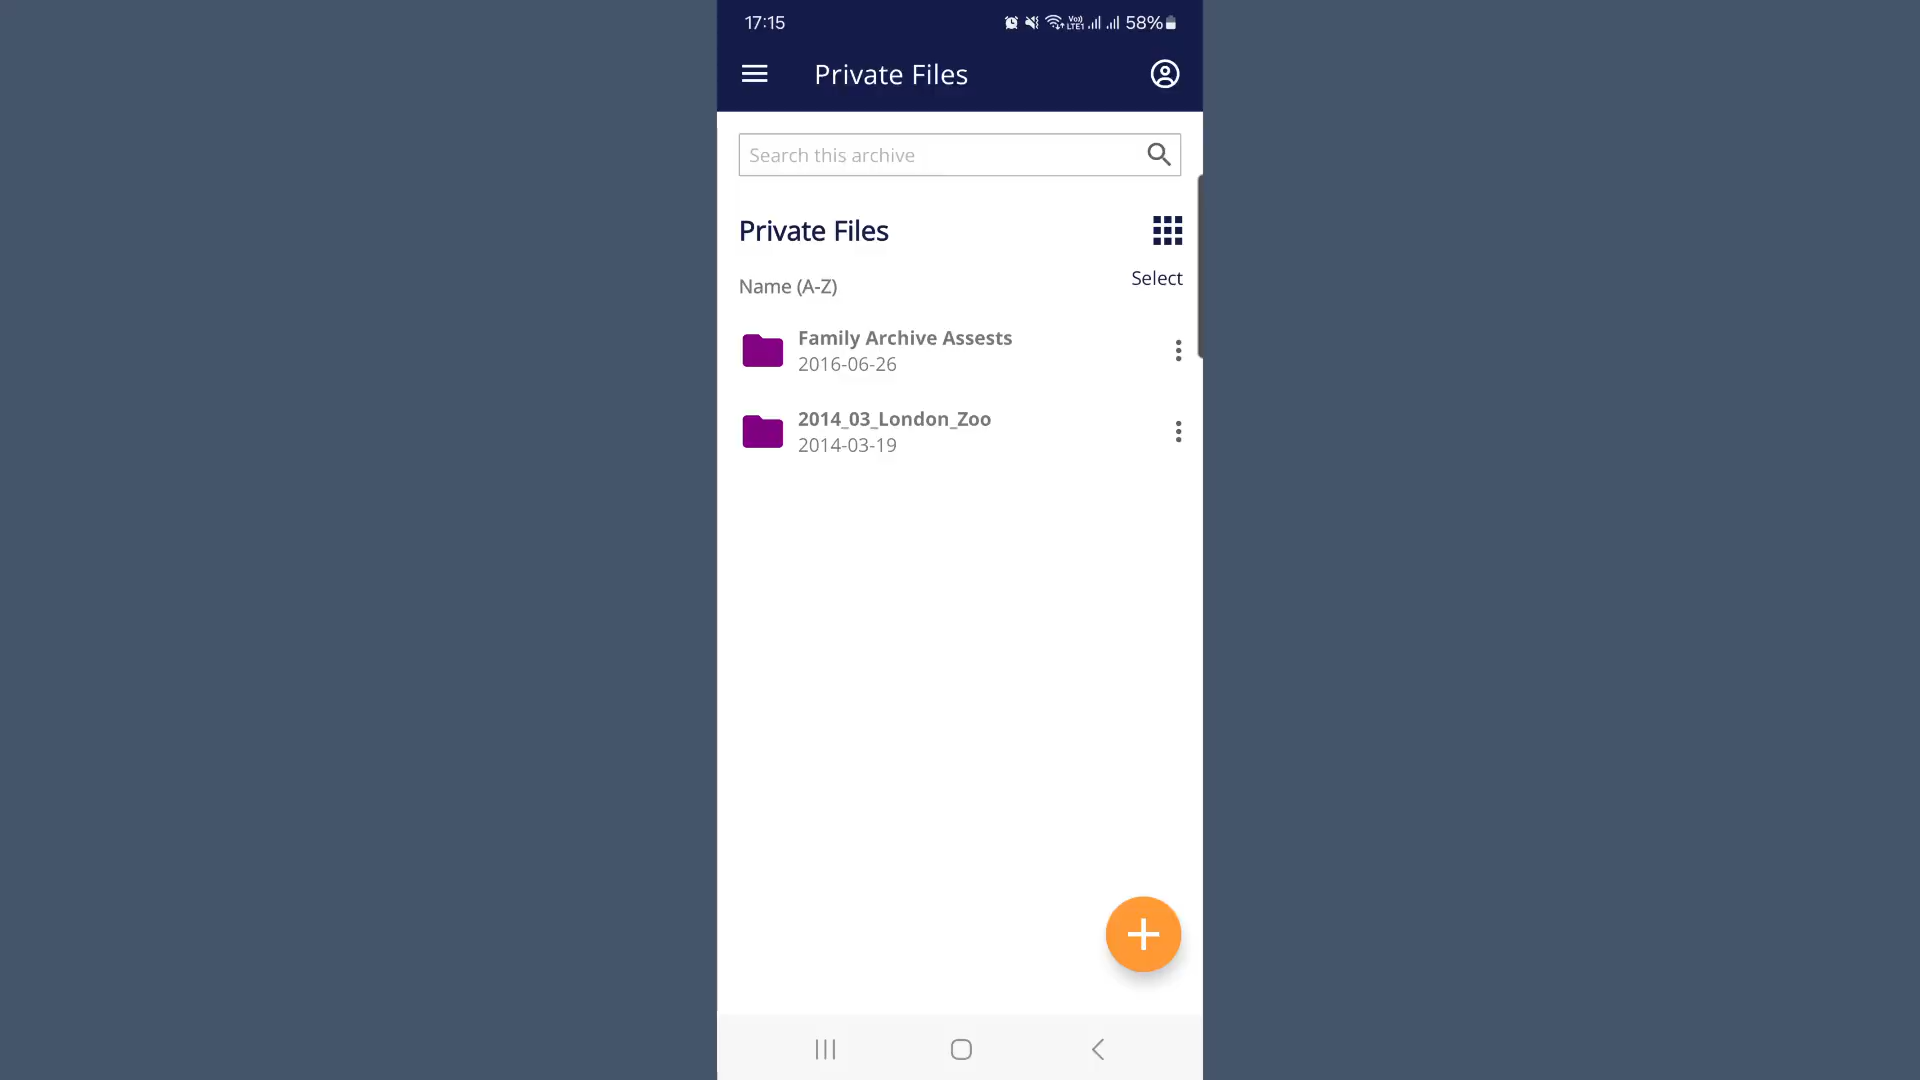 17:15
58%
Private Files
Search this archive
Private Files
Select
Name (A-Z)
Family Archive Assests
2016-06-26
2014_03_London_Zoo
2014-03-19